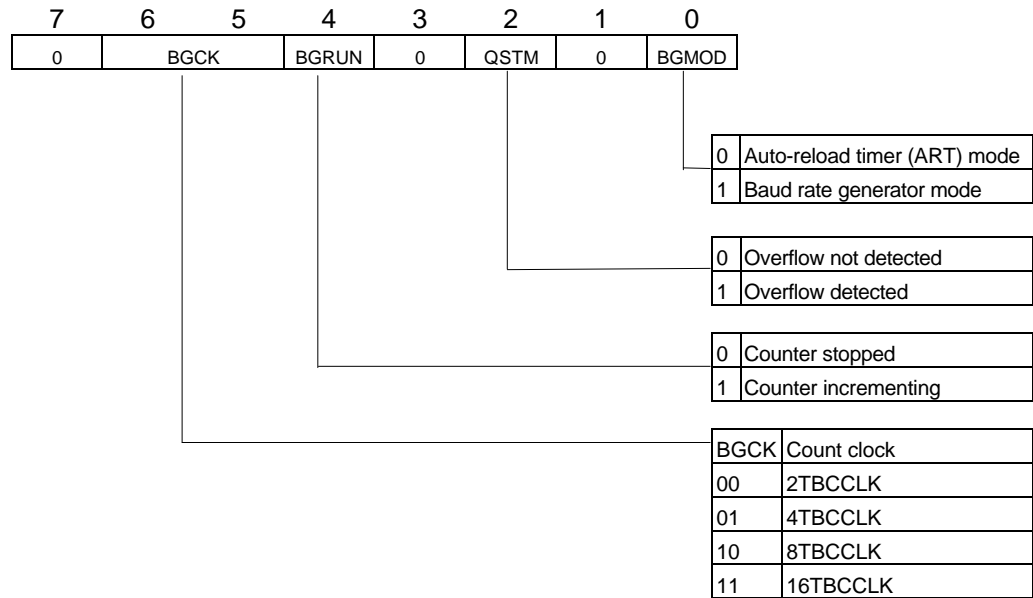 7 6 5 4 3 2 1 0
0 BGCK BGRUN 0 QSTM 0 BGMOD
0 Auto-reload timer (ART) mode
1 Baud rate generator mode
0 Overflow not detected
1 Overflow detected
0 Counter stopped
1 Counter incrementing
BGCK Count clock
00 2TBCCLK
01 4TBCCLK
10 8TBCCLK
11 16TBCCLK